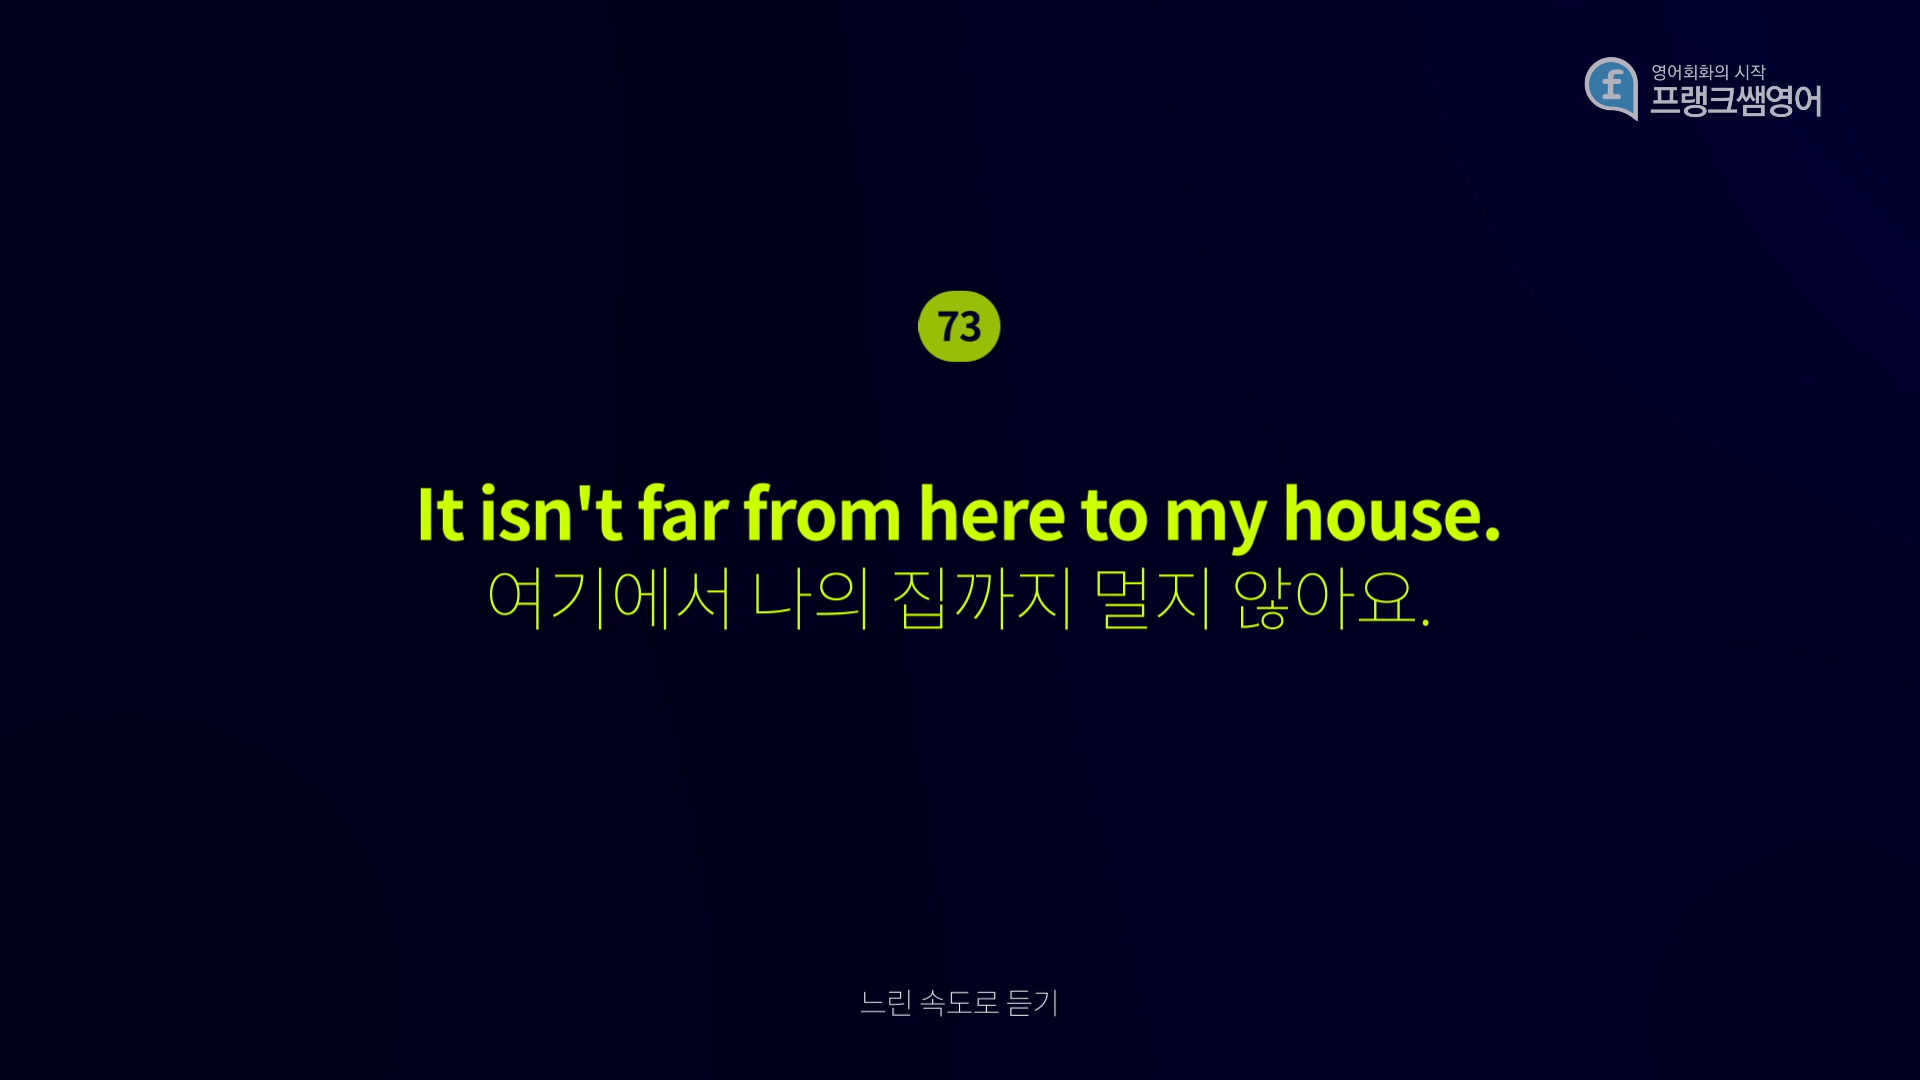 영어회화의 시작
프랭크쌤영어
73
It isn't far from here to my house.
여기에서 나의 집까지 멀지 않아요.
느린 속도로 듣기